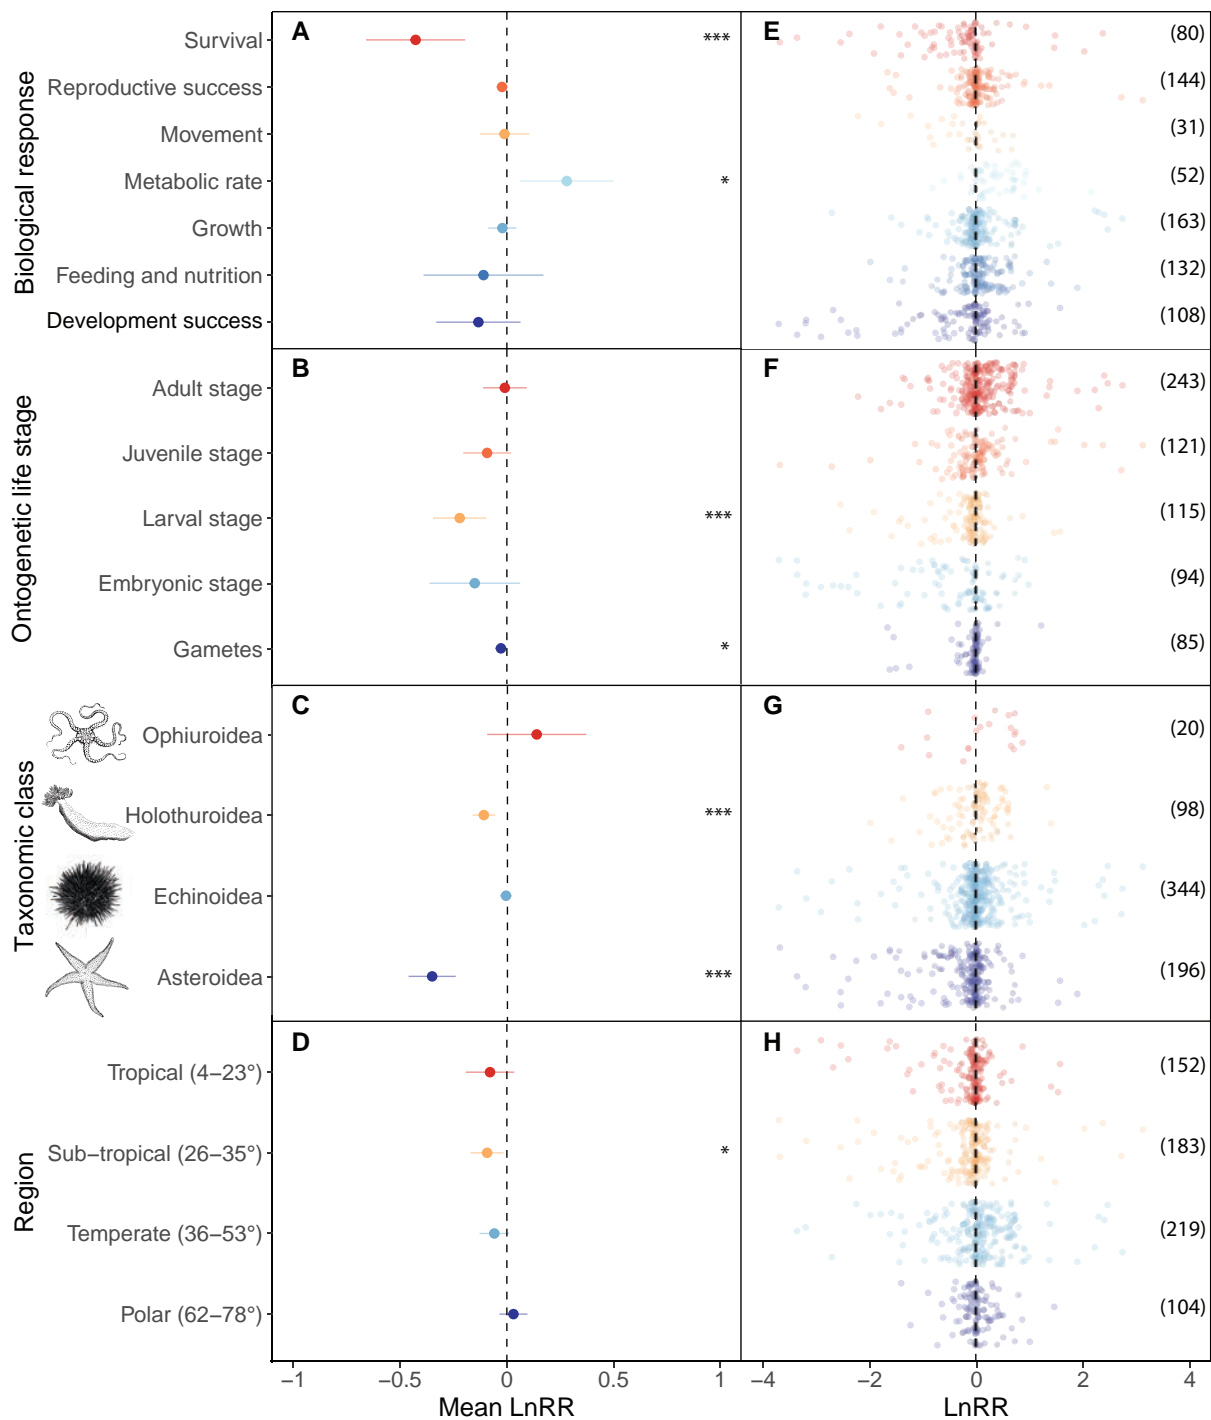 Biological response
A
E
Survival
***
(80)
Reproductive success
(144)
Movement
(31)
Metabolic rate
*
(52)
Growth
(163)
Feeding and nutrition
(132)
Development success
(108)
Ontogenetic life stage
B
F
Adult stage
(243)
Juvenile stage
(121)
Larval stage
***
(115)
Embryonic stage
(94)
Gametes
*
(85)
Taxonomic class
C
G
Ophiuroidea
(20)
Holothuroidea
***
(98)
Echinoidea
(344)
Asteroidea
***
(196)
Region
D
H
Tropical (4−23°)
(152)
Sub−tropical (26−35°)
*
(183)
Temperate (36−53°)
(219)
Polar (62−78°)
(104)
−1 −0.5 0 0.5 1
−4 −2 0 2 4
Mean LnRR
LnRR